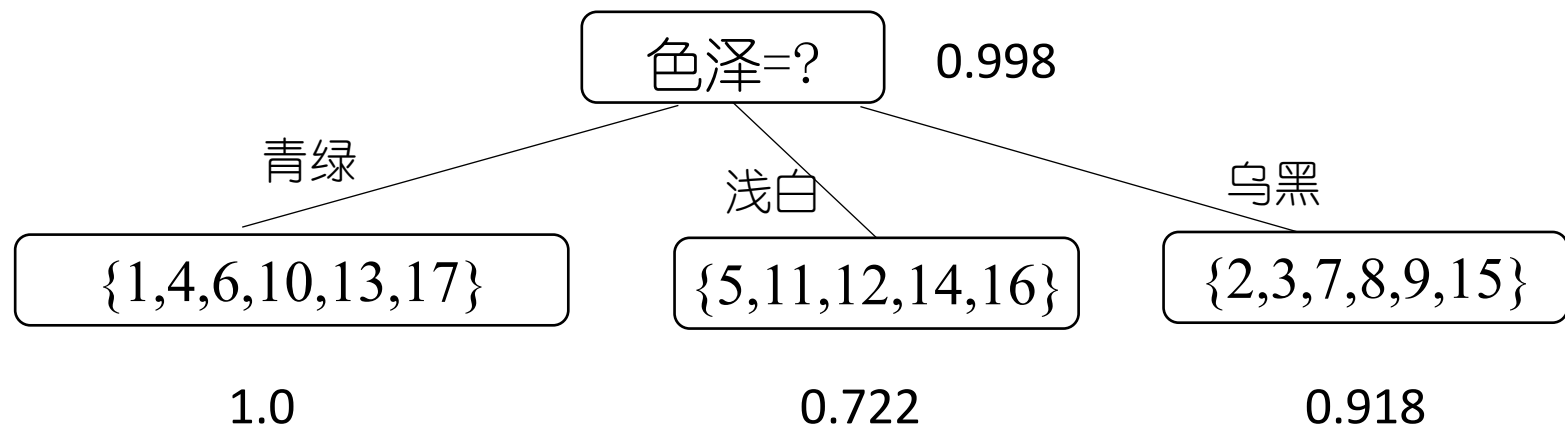 色泽=?
0.998
青绿
浅白
乌黑
{1,4,6,10,13,17}
{5,11,12,14,16}
{2,3,7,8,9,15}
1.0
0.722
0.918